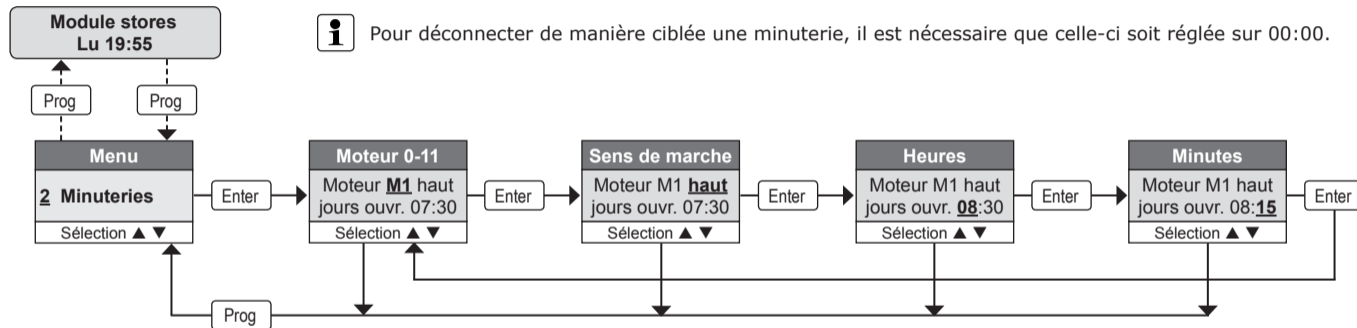 Module stores
Lu 19:55
Pour déconnecter de manière ciblée une minuterie, il est nécessaire que celle-ci soit réglée sur 00:00.
Prog
Prog
Menu
2 Minuteries
Sélection ▲ ▼
Enter
Moteur 0-11
Moteur M1 haut
jours ouvr. 07:30
Sélection ▲ ▼
Enter
Sens de marche
Moteur M1 haut
jours ouvr. 07:30
Sélection ▲ ▼
Enter
Heures
Moteur M1 haut
jours ouvr. 08:30
Sélection ▲ ▼
Enter
Minutes
Moteur M1 haut
jours ouvr. 08:15
Sélection ▲ ▼
Enter
Prog